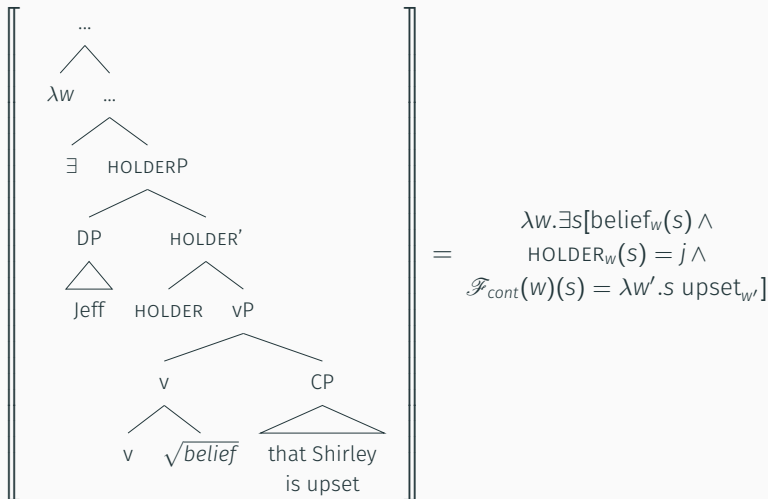 ...
λw ...
∃ HOLDERP
DP HOLDER′
Jeff HOLDER vP
v CP
v √belief that Shirley
is upset
=
λw.∃s[belief_w(s) ∧
HOLDER_w(s) = j ∧
ℱ_cont(w)(s) = λw′.s upset_w′]